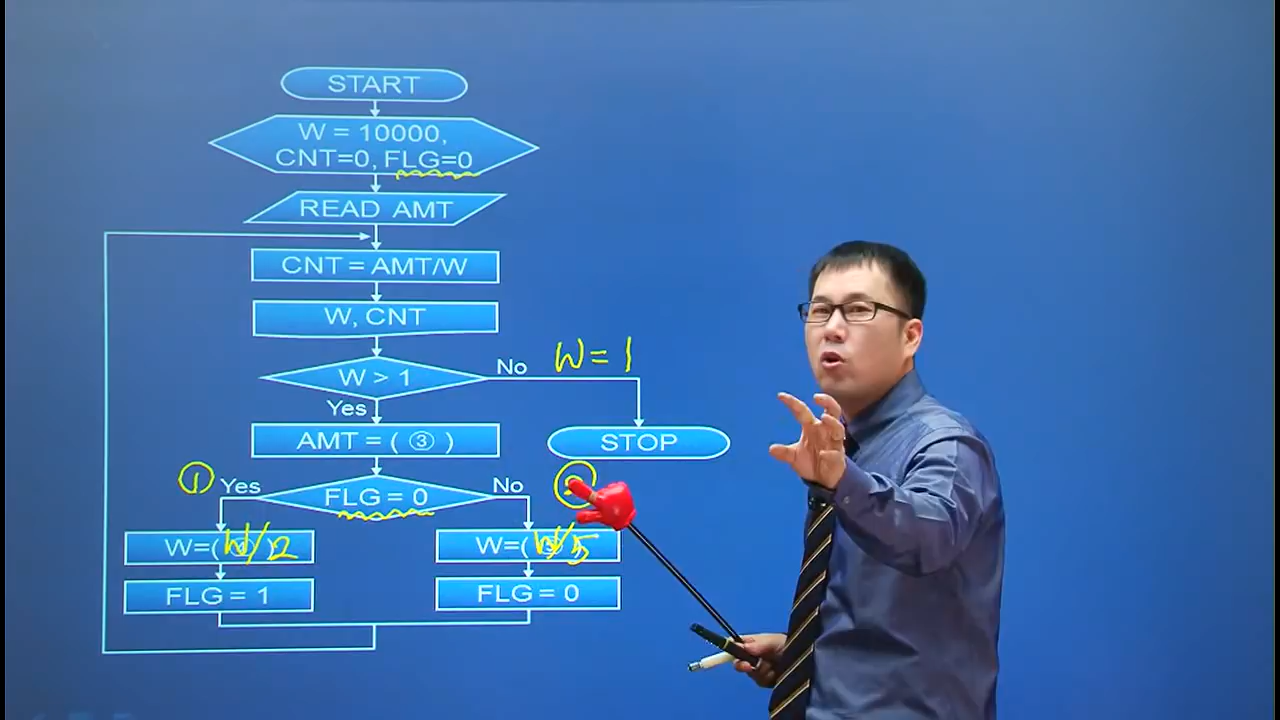 START
W = 10000,
CNT=0, FLG=0
READ AMT
CNT = AMT/W
W, CNT
W > 1
No
W = 1
Yes
AMT = ( ③ )
STOP
①
Yes
FLG = 0
No
W=( W/2
W=( W/5
FLG = 1
FLG = 0